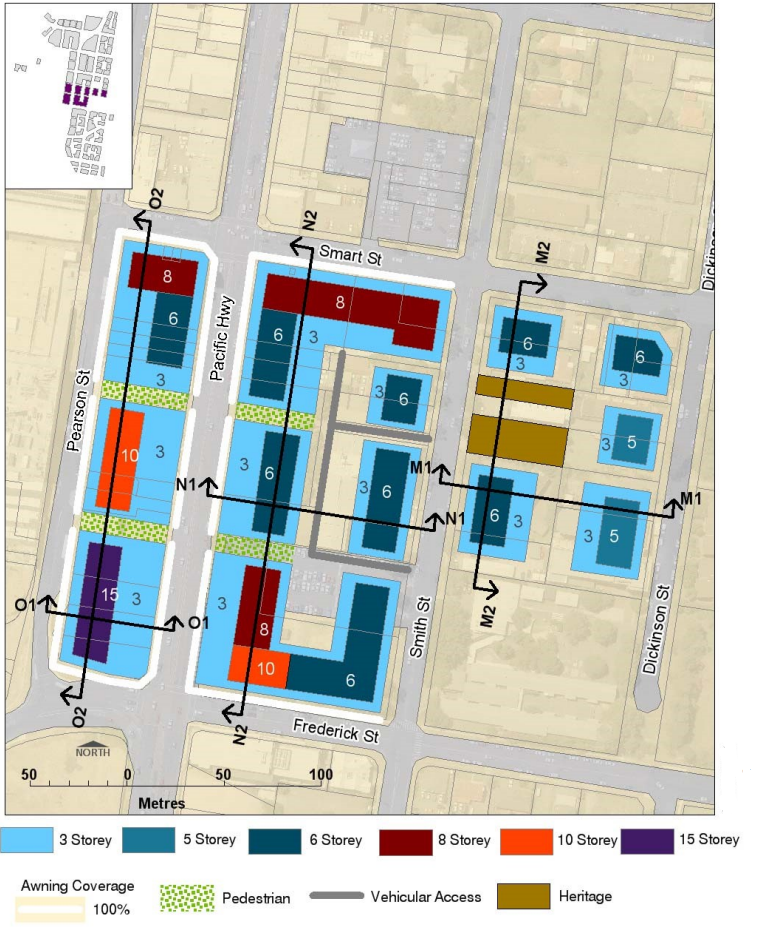 O2
N2
Smart St
M2
Dickinson
8
6
8
Pacific Hwy
6
3
6
3
6
3
3
3
6
Pearson St
10
3
3
5
3
6
3
6
M1
M1
N1
N1
6
3
3
5
15
3
3
8
O1
O1
M2
Smith St
Dickinson St
10
6
O2
N2
Frederick St
NORTH
50 0 50 100
Metres
3 Storey 5 Storey 6 Storey 8 Storey 10 Storey 15 Storey
Awning Coverage
100% Pedestrian Vehicular Access Heritage